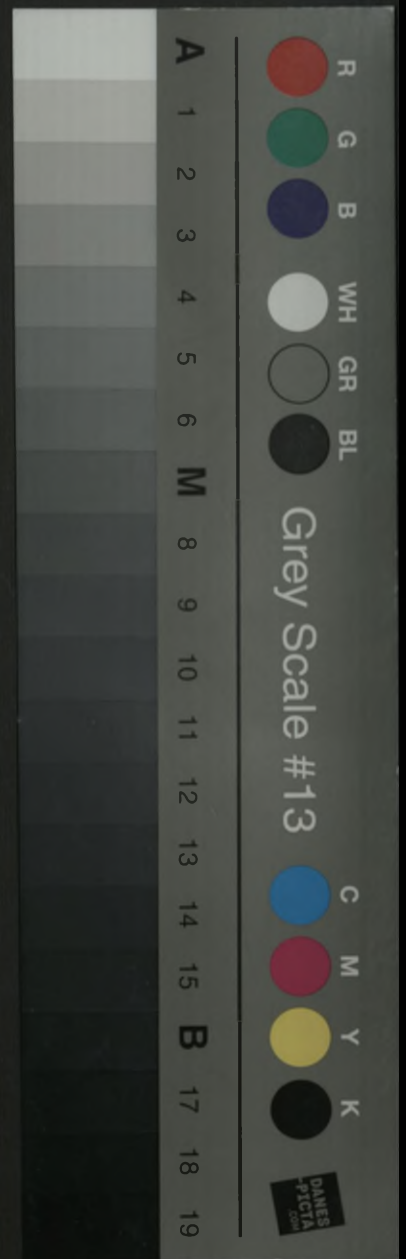 R G B WH GR BL C M Y K
Grey Scale #13
DANES
-PICTA
.COM
A 1 2 3 4 5 6 M 8 9 10 11 12 13 14 15 B 17 18 19